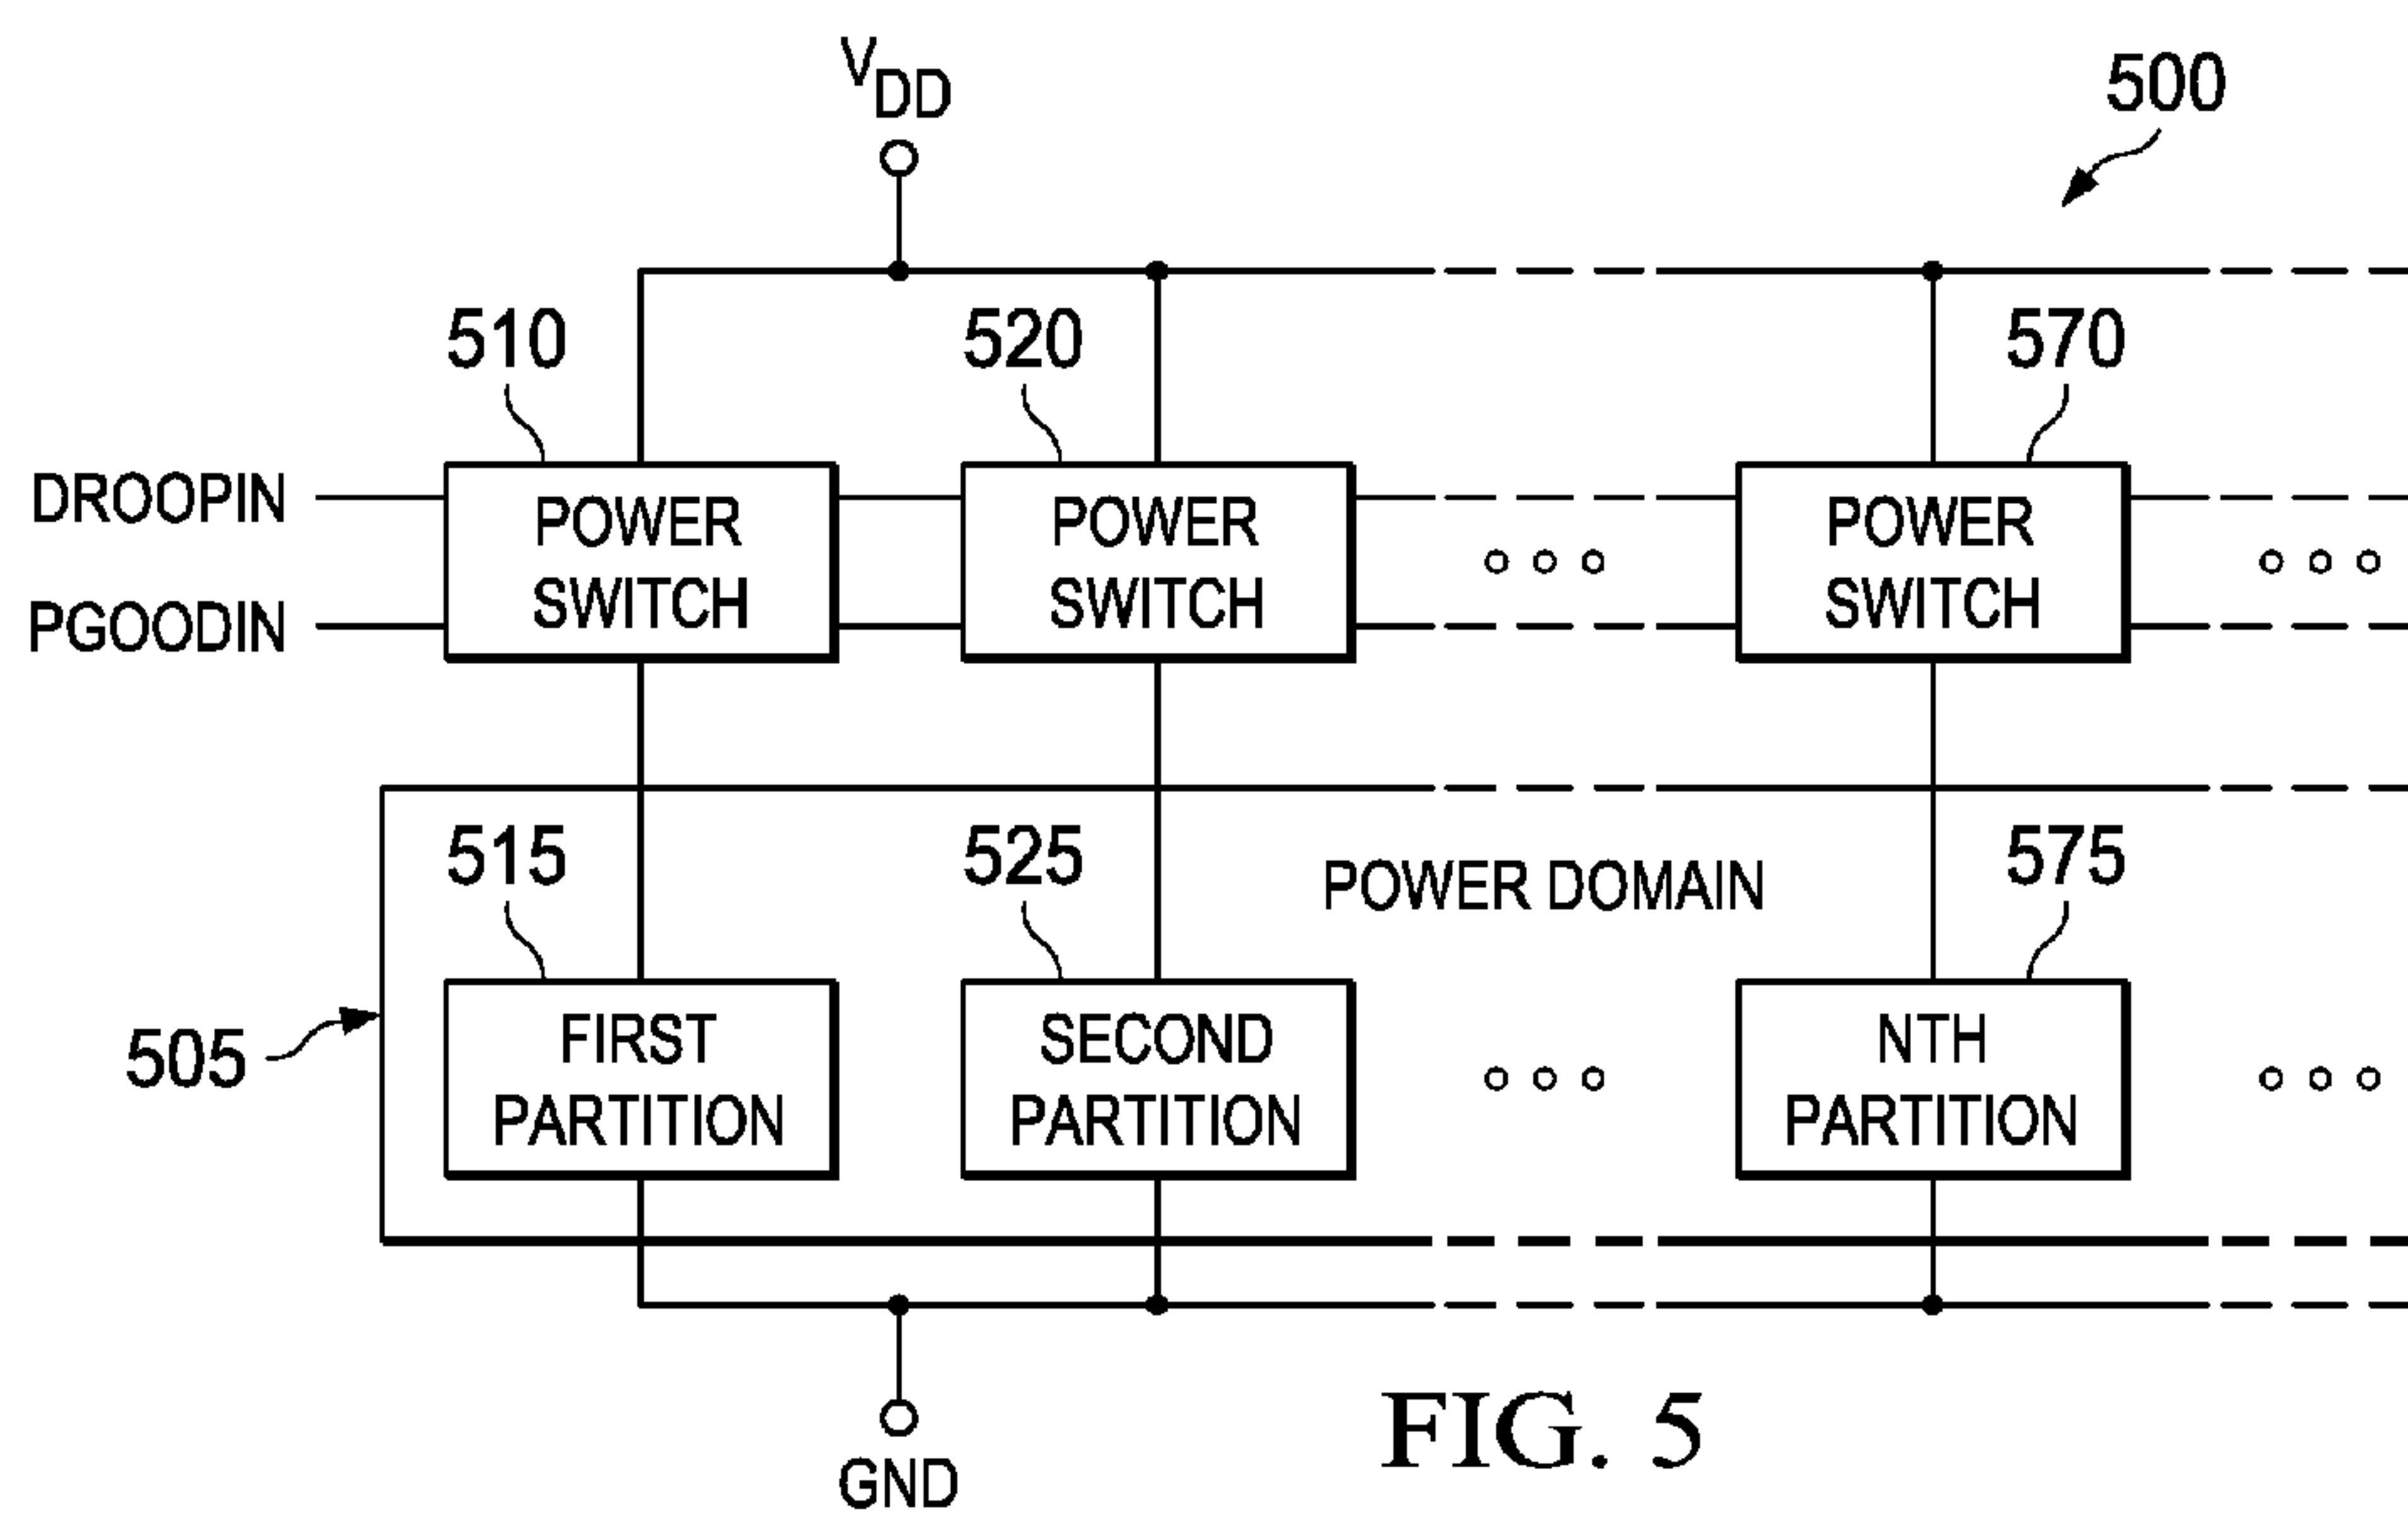 VDD
500
510
520
570
DROOPIN
POWER
SWITCH
POWER
SWITCH
POWER
SWITCH
PGOODIN
515
525
POWER DOMAIN
575
505
FIRST
PARTITION
SECOND
PARTITION
NTH
PARTITION
GND
FIG. 5